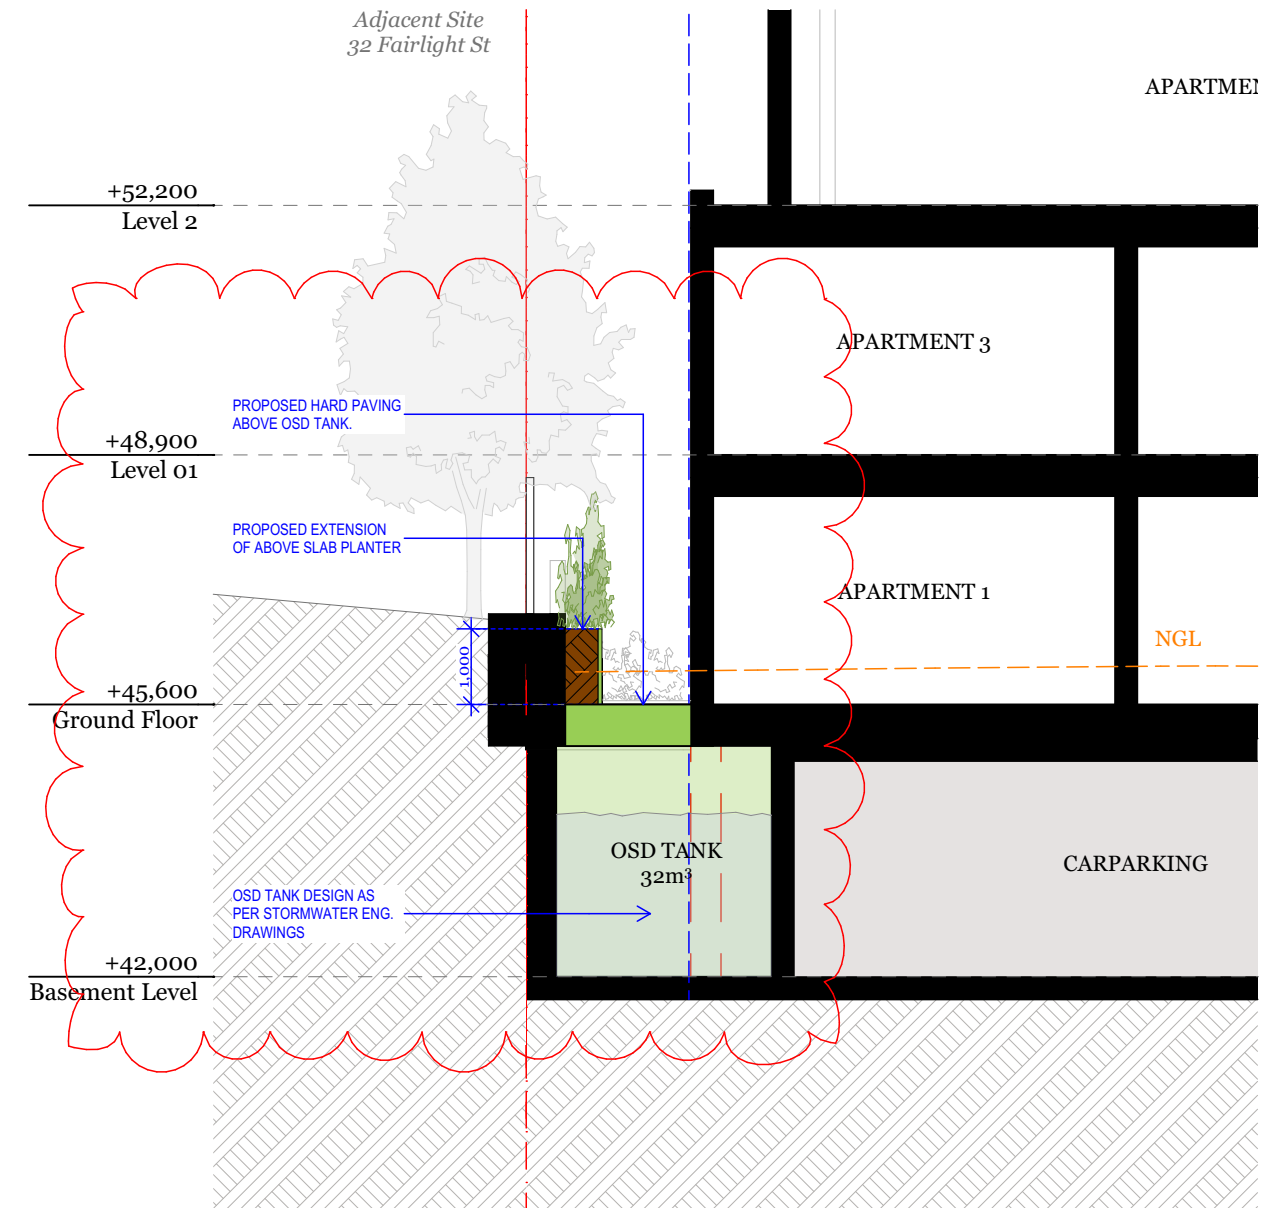 Adjacent Site
32 Fairlight St
APARTMEN
+52,200
Level 2
APARTMENT 3
PROPOSED HARD PAVING
ABOVE OSD TANK.
+48,900
Level 01
PROPOSED EXTENSION
OF ABOVE SLAB PLANTER
APARTMENT 1
NGL
1,000
+45,600
Ground Floor
OSD TANK
32m³
CARPARKING
OSD TANK DESIGN AS
PER STORMWATER ENG.
DRAWINGS
+42,000
Basement Level